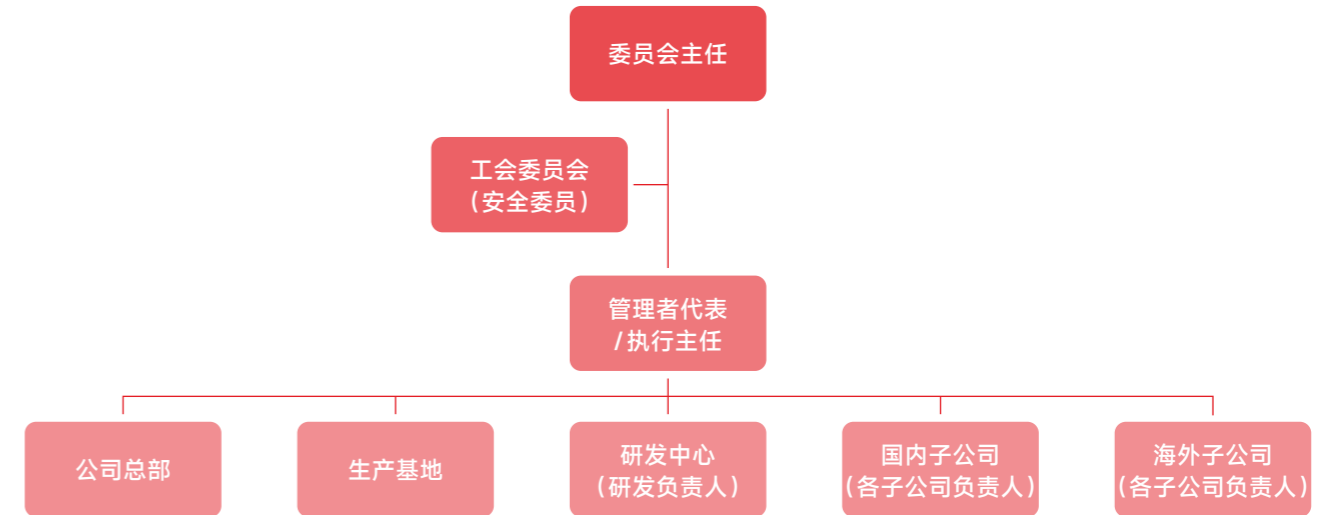 委员会主任
工会委员会
（安全委员）
管理者代表
/执行主任
公司总部
生产基地
研发中心
（研发负责人）
国内子公司
（各子公司负责人）
海外子公司
（各子公司负责人）